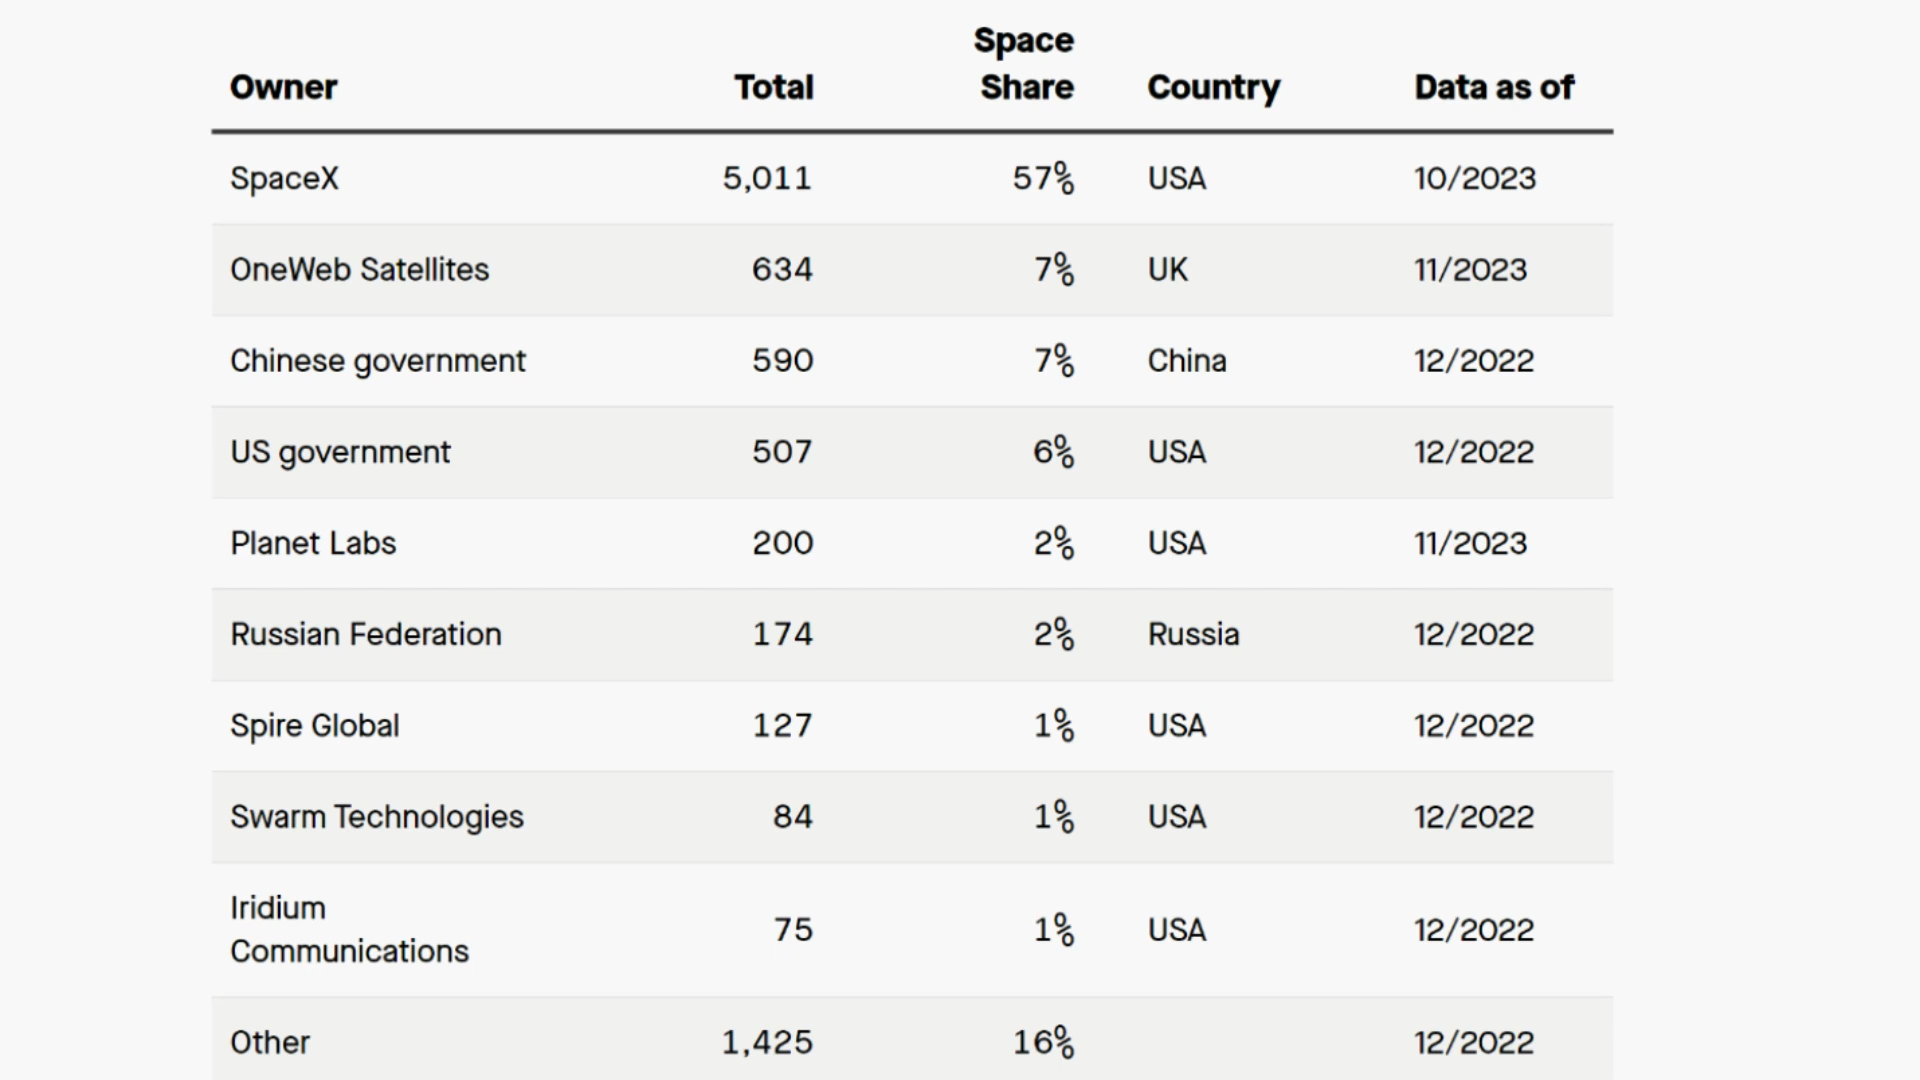 Owner Total Space Share Country Data as of
SpaceX 5,011 57% USA 10/2023
OneWeb Satellites 634 7% UK 11/2023
Chinese government 590 7% China 12/2022
US government 507 6% USA 12/2022
Planet Labs 200 2% USA 11/2023
Russian Federation 174 2% Russia 12/2022
Spire Global 127 1% USA 12/2022
Swarm Technologies 84 1% USA 12/2022
Iridium Communications 75 1% USA 12/2022
Other 1,425 16% 12/2022